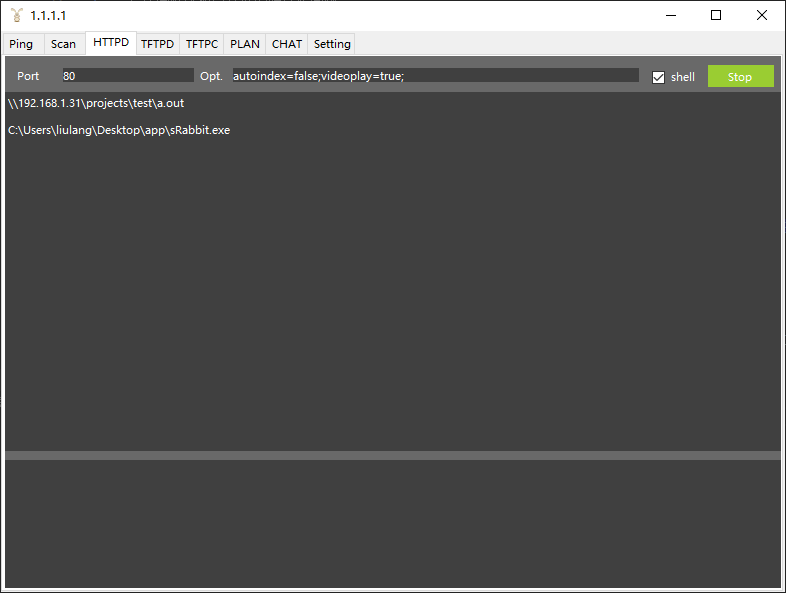 1.1.1.1
Ping Scan HTTPD TFTPD TFTPC PLAN CHAT Setting
Port 80 Opt. autoindex=false;videoplay=true; shell Stop
\\192.168.1.31\projects\test\a.out
C:\Users\liulang\Desktop\app\sRabbit.exe